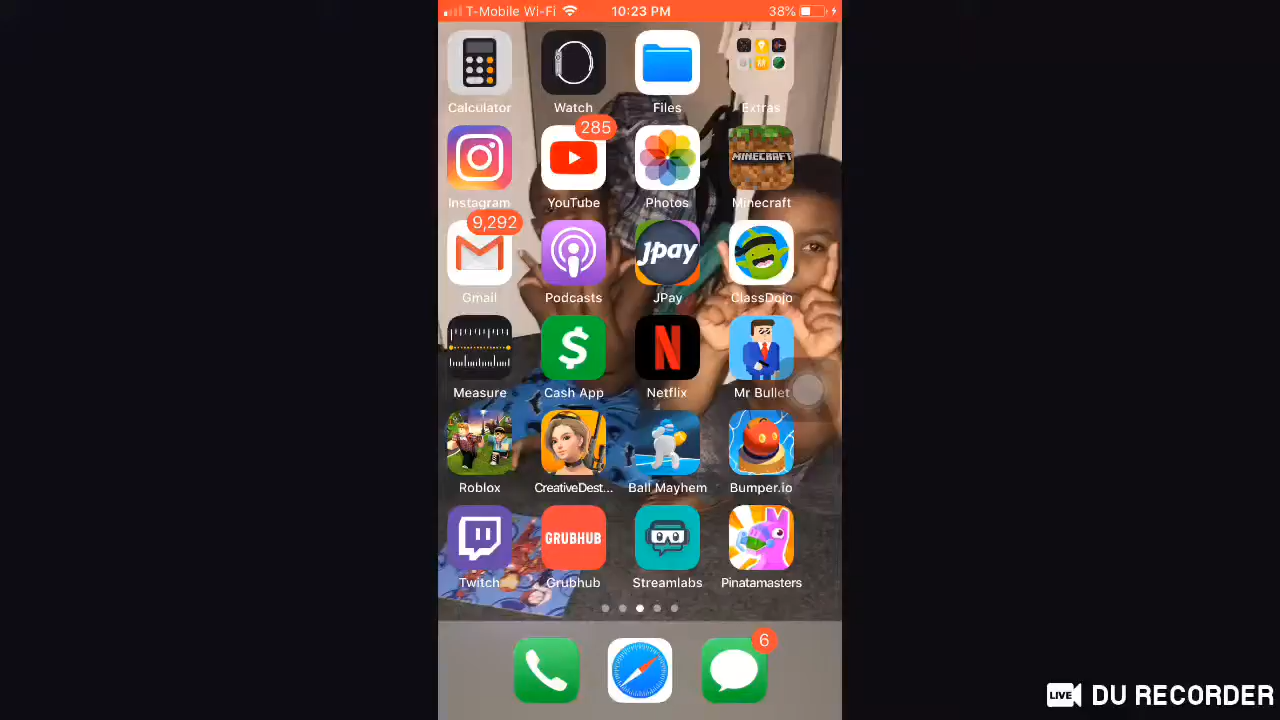 T-Mobile Wi-Fi 10:23 PM 38%
Calculator Watch Files Extras
285
MINECRAFT
Instagram YouTube Photos Minecraft
9,292
jpay
Gmail Podcasts JPay ClassDojo
Measure Cash App Netflix Mr Bullet
Roblox CreativeDest... Ball Mayhem Bumper.io
GRUBHUB
Twitch Grubhub Streamlabs Pinatamasters
6
LIVE DU RECORDER